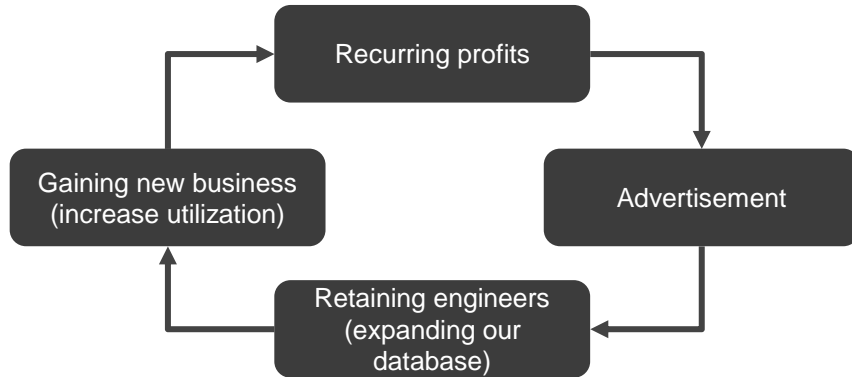 Recurring profits
Gaining new business
(increase utilization)
Advertisement
Retaining engineers
(expanding our
database)